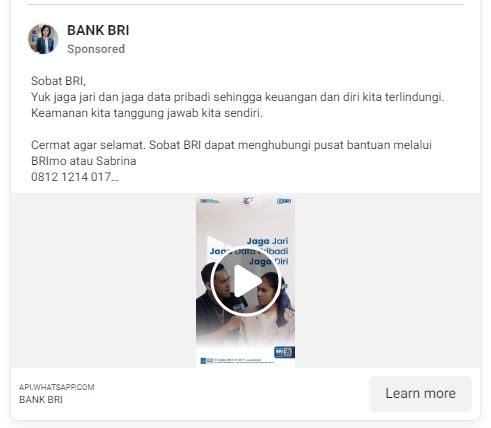 BANK BRI
Sponsored
Sobat BRI,
Yuk jaga jari dan jaga data pribadi sehingga keuangan dan diri kita terlindungi.
Keamanan kita tanggung jawab kita sendiri.
Cermat agar selamat. Sobat BRI dapat menghubungi pusat bantuan melalui
BRImo atau Sabrina
0812 1214 017...
BRI
Jaga Jari
Jaga Data Pribadi
Jaga Diri
API.WHATSAPP.COM
BANK BRI
Learn more